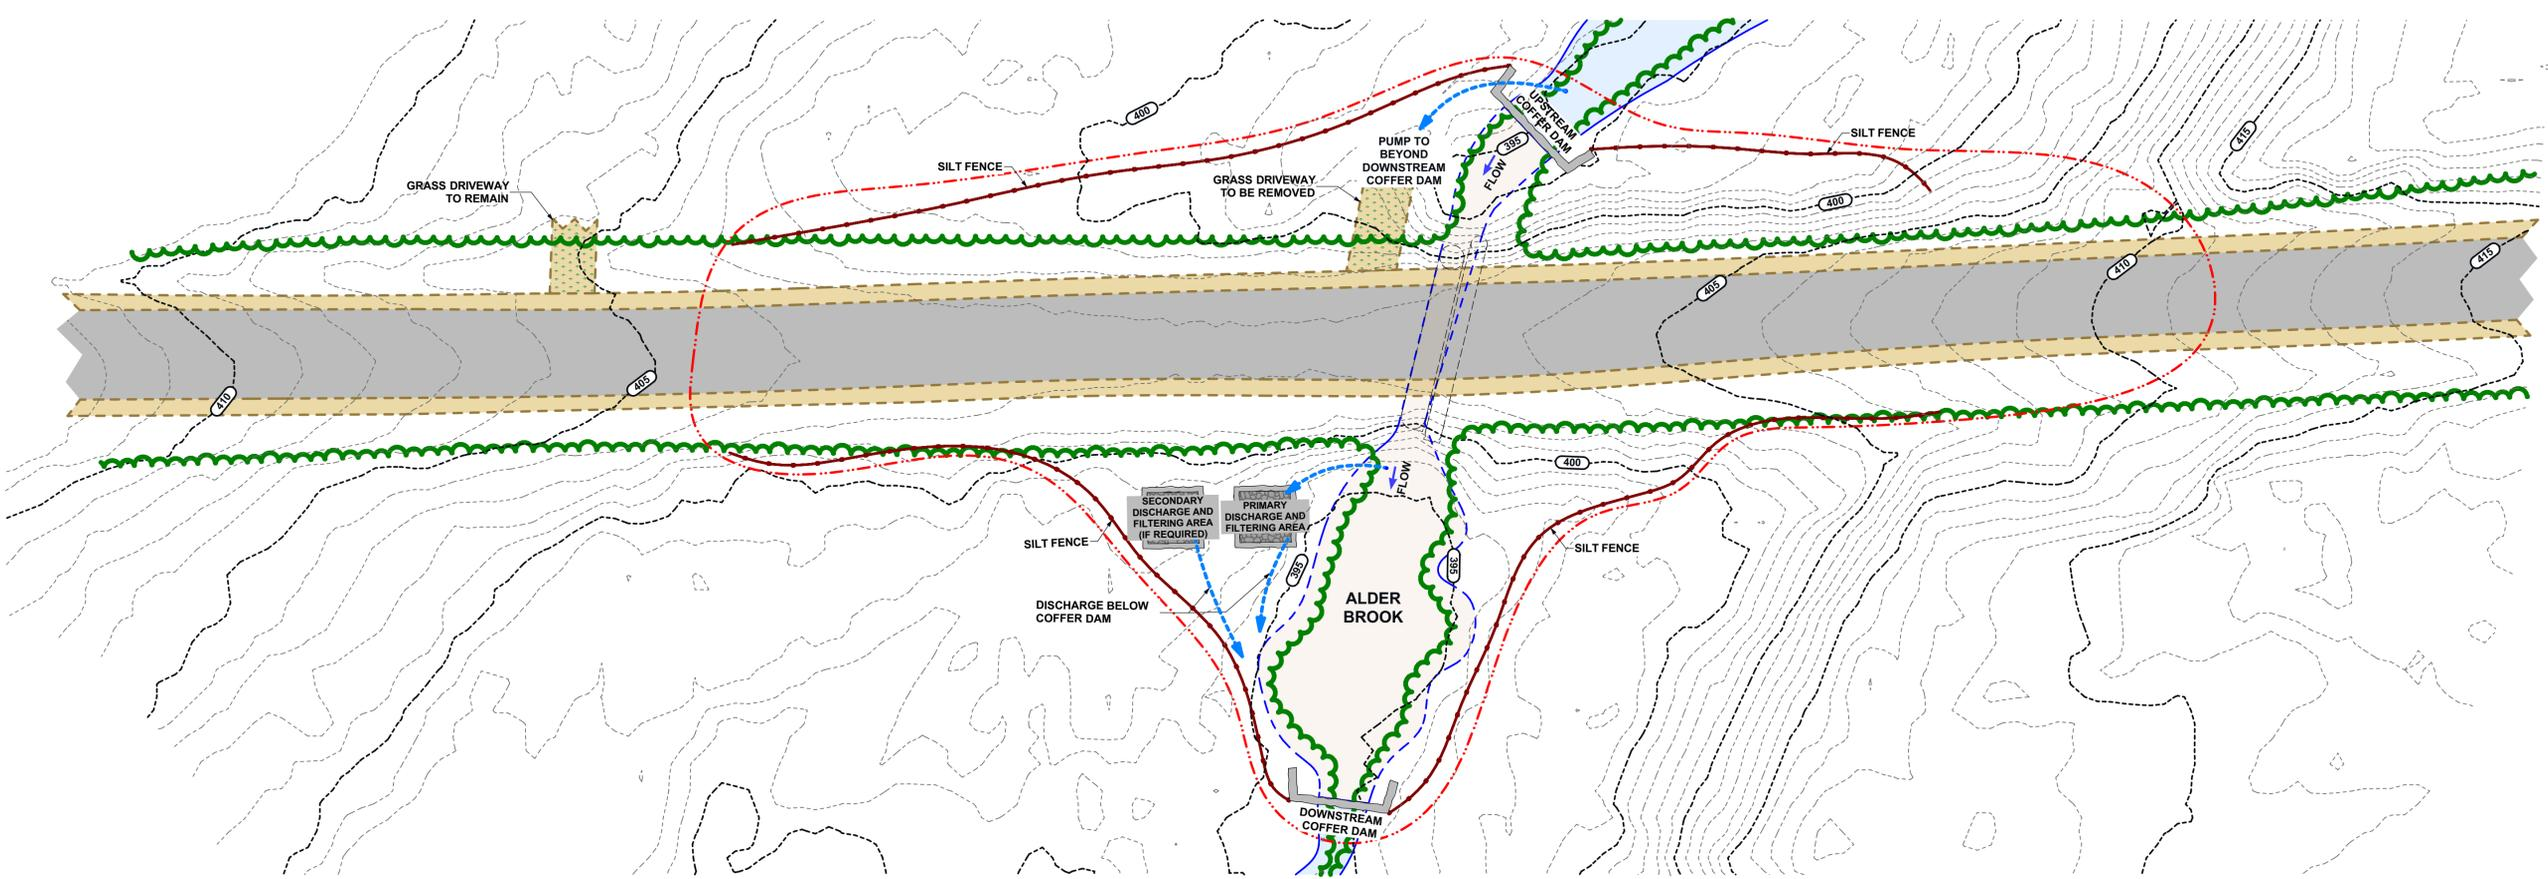 400
UPSTREAM
COFFER DAM
SILT FENCE
415
PUMP TO
BEYOND
DOWNSTREAM
COFFER DAM
395
FLOW
SILT FENCE
GRASS DRIVEWAY
TO REMAIN
GRASS DRIVEWAY
TO BE REMOVED
400
415
410
405
405
410
400
FLOW
SECONDARY
DISCHARGE AND
FILTERING AREA
(IF REQUIRED)
PRIMARY
DISCHARGE AND
FILTERING AREA
SILT FENCE
SILT FENCE
395
395
DISCHARGE BELOW
COFFER DAM
ALDER
BROOK
DOWNSTREAM
COFFER DAM